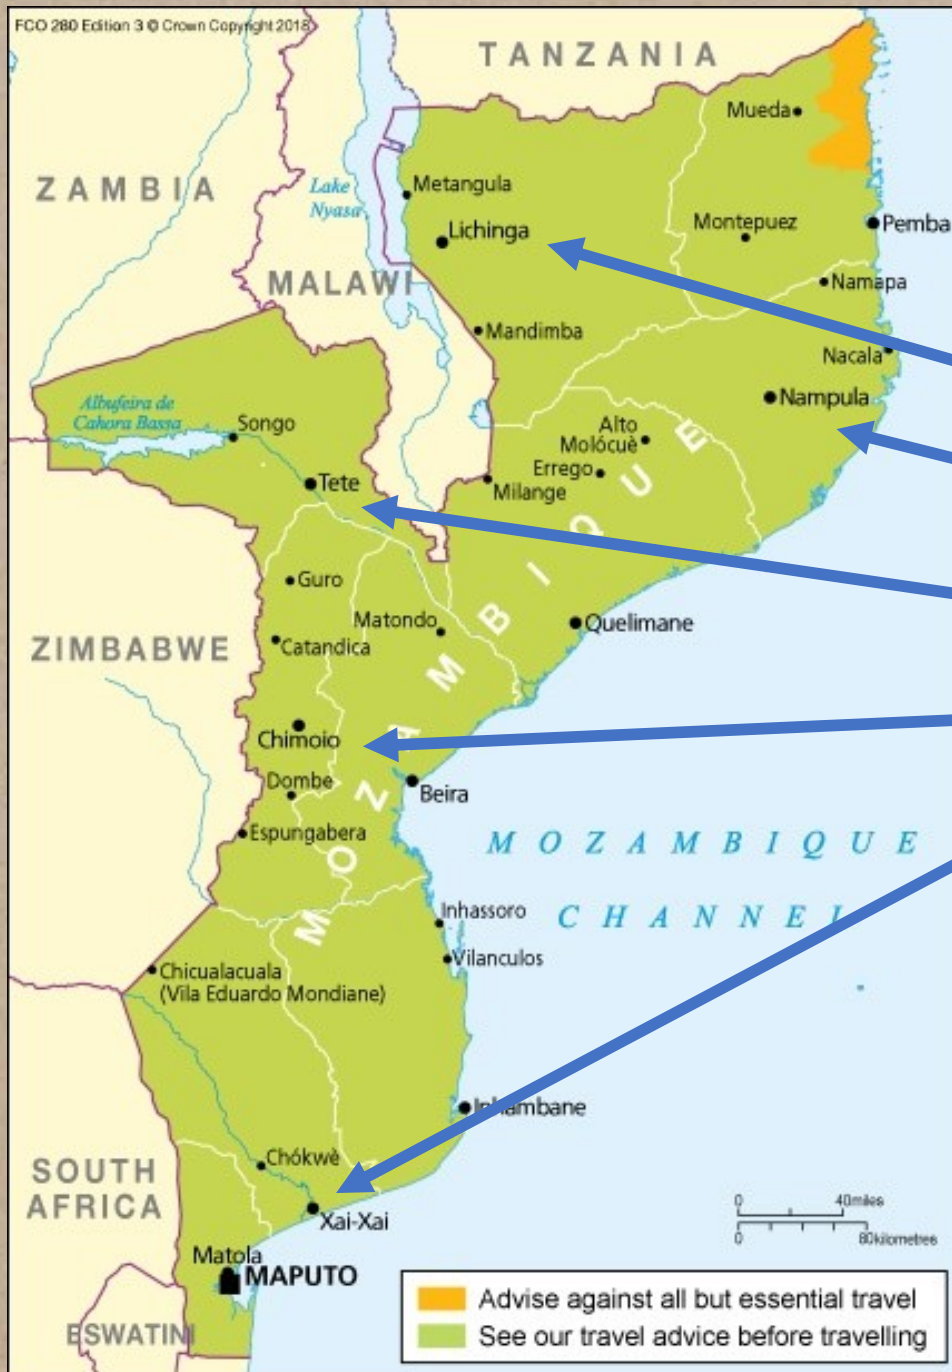 FCO 280 Edition 3 © Crown Copyright 2018
TANZANIA
Mueda
ZAMBIA
Lake
Nyasa
Metangula
Lichinga
Montepuez
Pemba
MALAWI
Namapa
Mandimba
Nacala
Albufeira de
Cahora Bassa
Songo
Nampula
Alto
Molócuè
Errego
Tete
Milange
MOZAMBIQUE
Guro
Matondo
Quelimane
ZIMBABWE
Catandica
Chimoio
Dombe
Beira
Espungabera
MOZAMBIQUE
CHANNEL
Inhassoro
Vilanculos
Chicualacuala
(Vila Eduardo Mondiane)
Inhambane
SOUTH
AFRICA
Chókwè
Xai-Xai
0 40miles
0 80kilometres
Matola
MAPUTO
ESWATINI
Advise against all but essential travel
See our travel advice before travelling